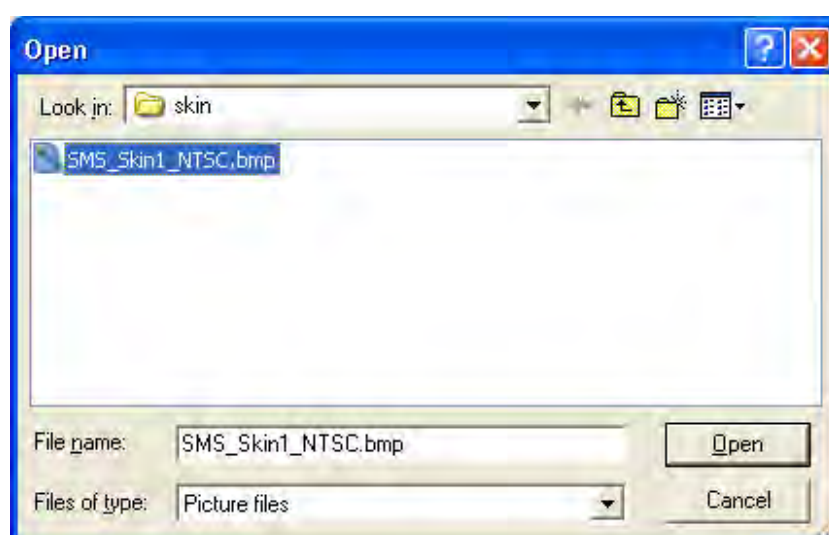 Open
Look in: skin
SMS_Skin1_NTSC.bmp
File name: SMS_Skin1_NTSC.bmp Open
Files of type: Picture files Cancel